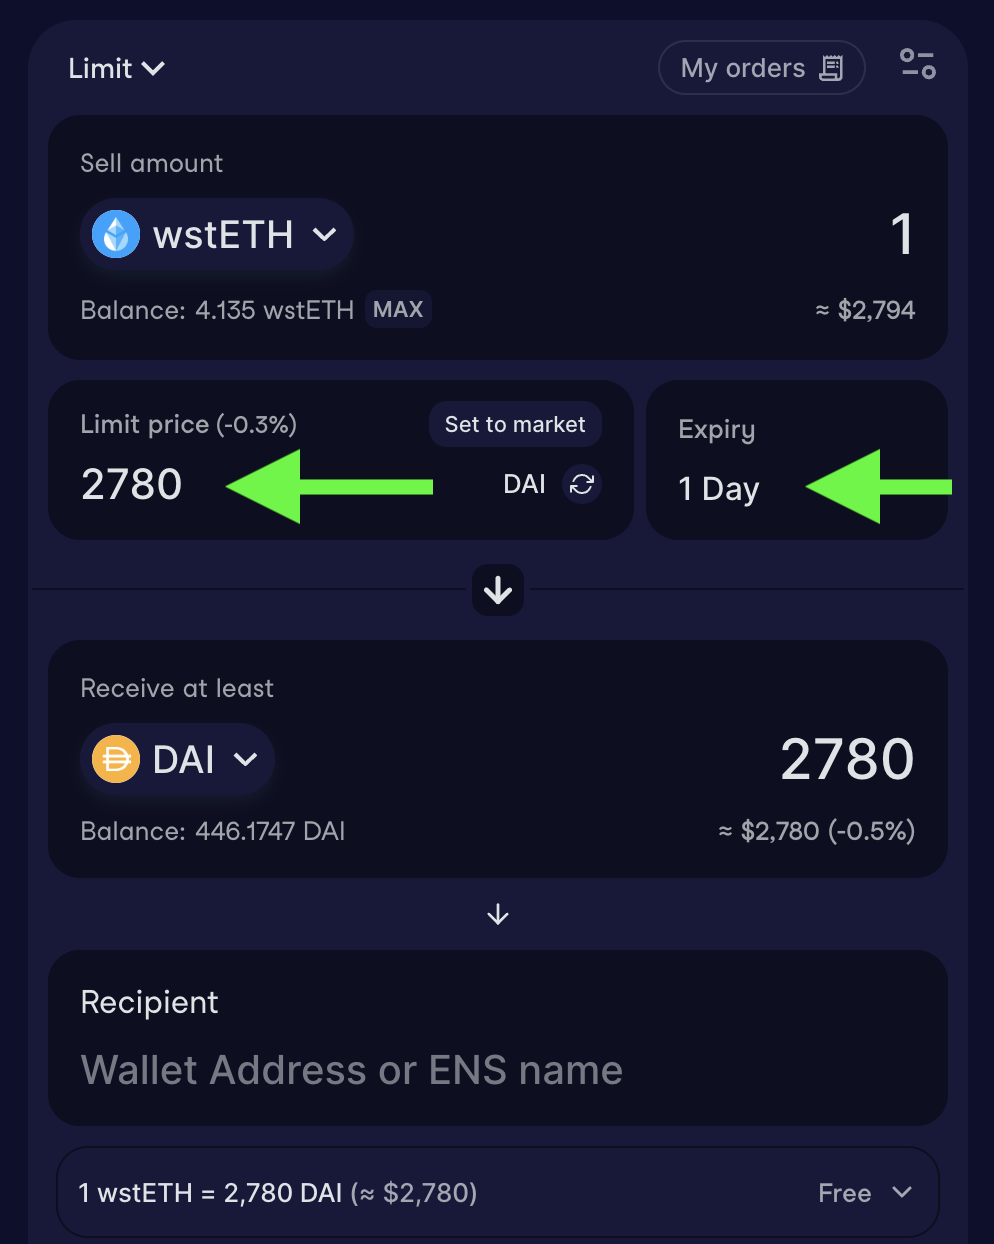 Limit
My orders
Sell amount
wstETH
1
Balance: 4.135 wstETH MAX
≈ $2,794
Limit price (-0.3%)
Set to market
2780
DAI
Expiry
1 Day
Receive at least
DAI
2780
Balance: 446.1747 DAI
≈ $2,780 (-0.5%)
Recipient
Wallet Address or ENS name
1 wstETH = 2,780 DAI (≈ $2,780)
Free